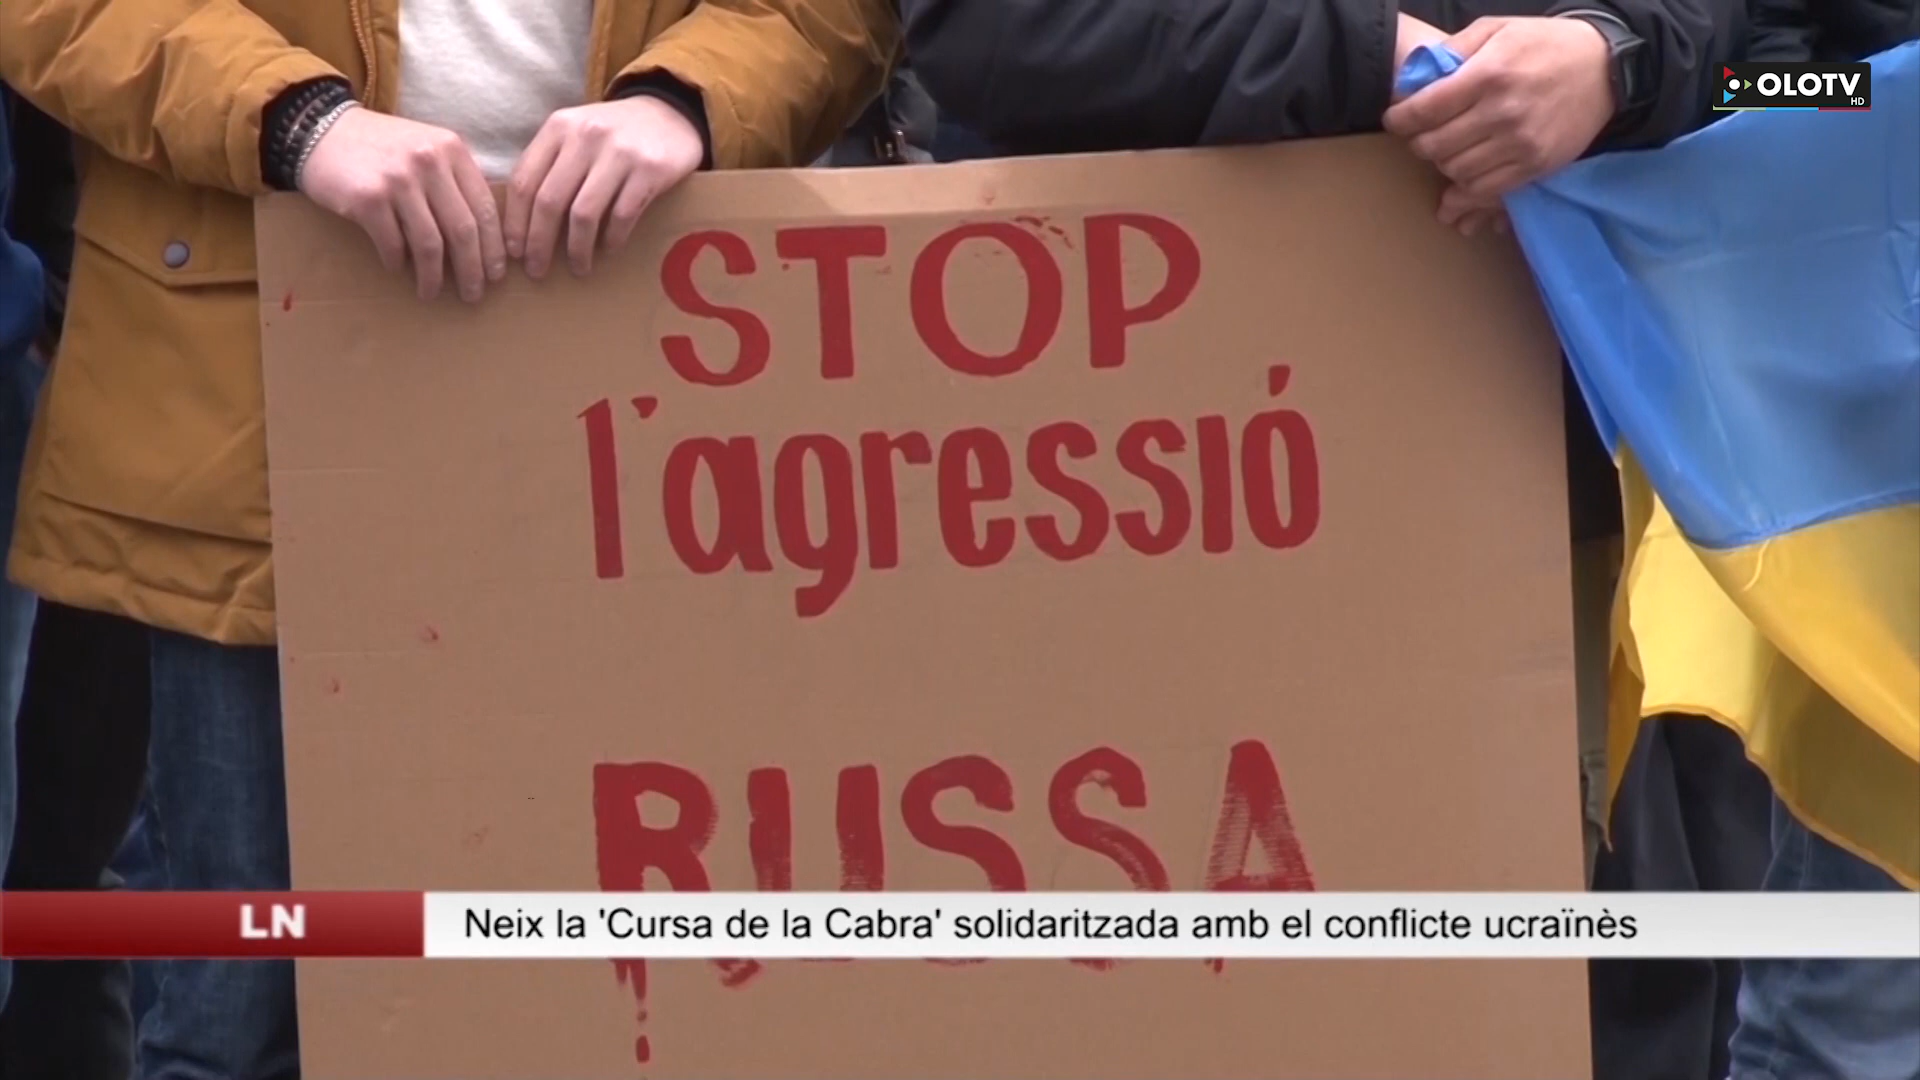 OLOTV
HD
STOP
l'agressió
RUSSA
LN
Neix la 'Cursa de la Cabra' solidaritzada amb el conflicte ucraïnès